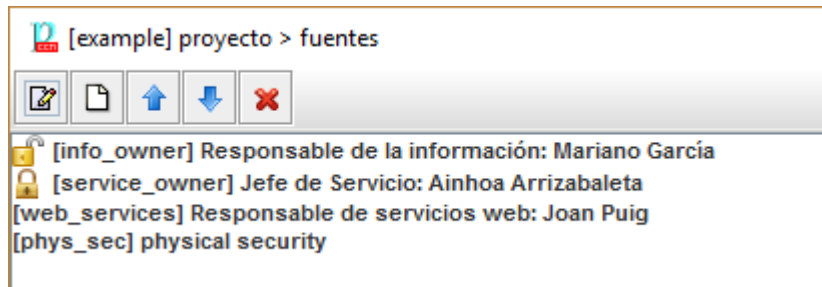 [example] proyecto > fuentes
[info_owner] Responsable de la información: Mariano García
[service_owner] Jefe de Servicio: Ainhoa Arrizabaleta
[web_services] Responsable de servicios web: Joan Puig
[phys_sec] physical security